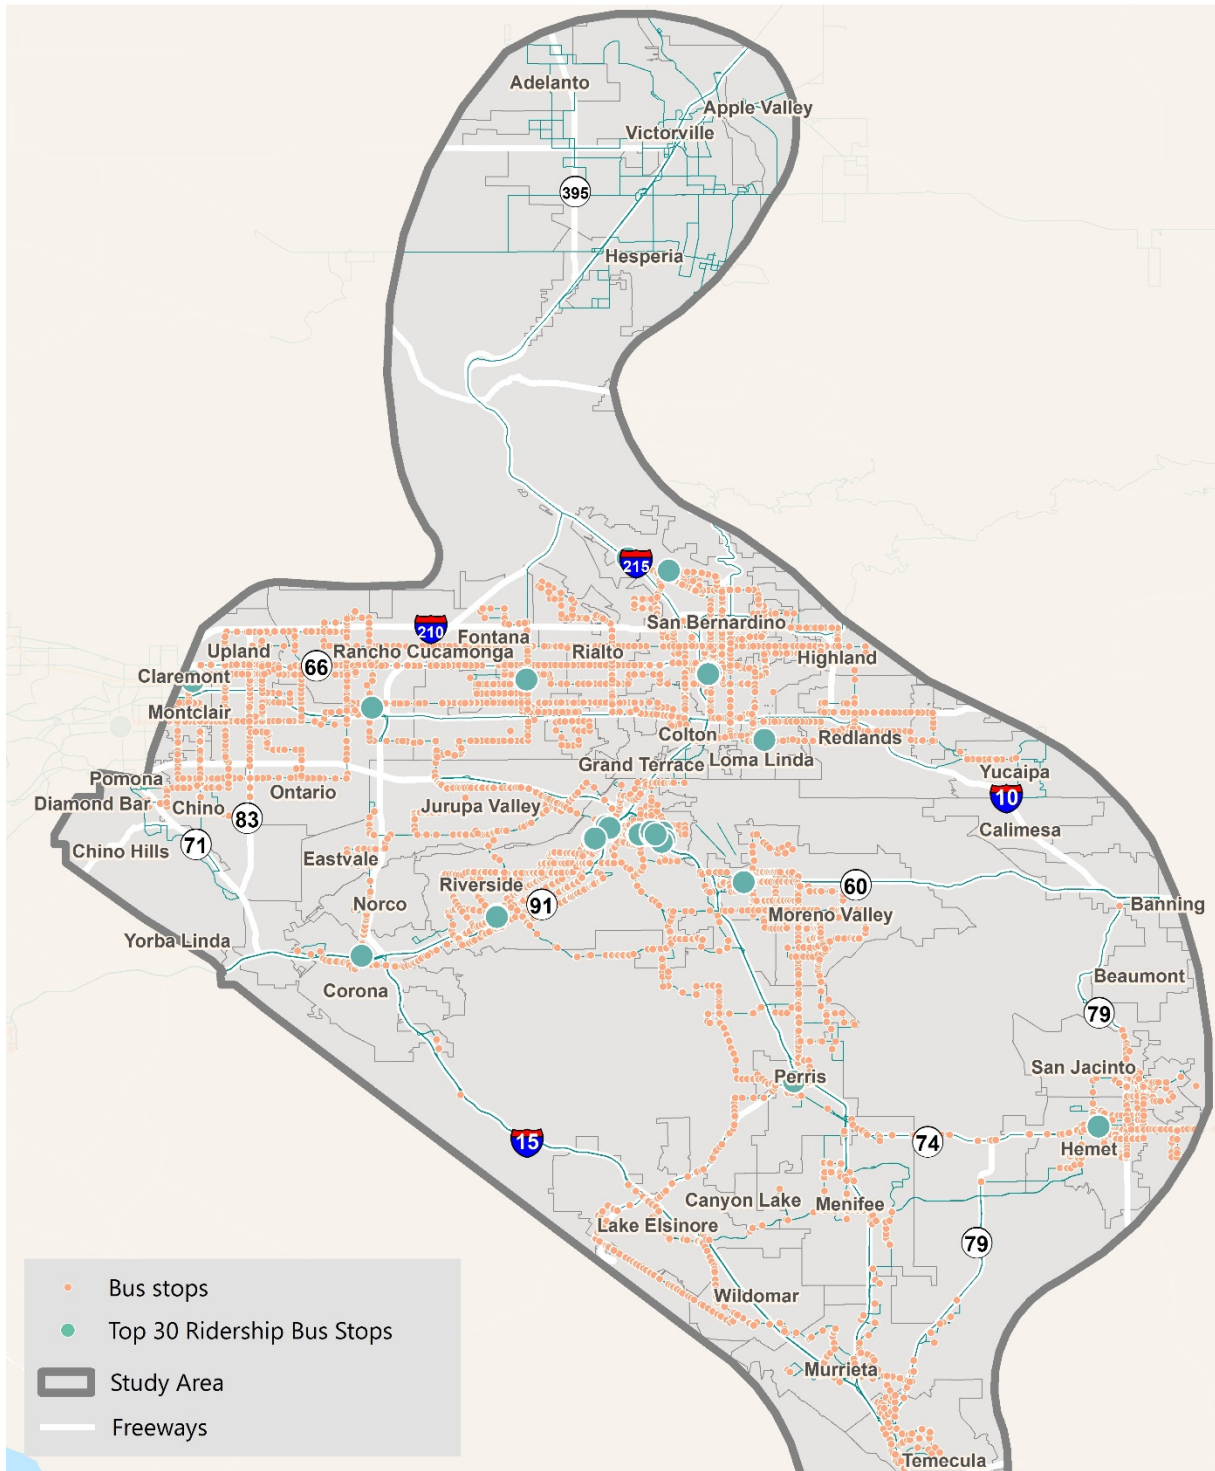 Adelanto
Apple Valley
Victorville
395
Hesperia
215
San Bernardino
210
Fontana
Upland
Rancho Cucamonga
Rialto
66
Highland
Claremont
Montclair
Colton
Redlands
Grand Terrace
Loma Linda
Pomona
Yucaipa
Ontario
Diamond Bar
Chino
Jurupa Valley
10
83
Calimesa
71
Chino Hills
Eastvale
Riverside
60
91
Norco
Banning
Moreno Valley
Yorba Linda
Beaumont
Corona
79
San Jacinto
Perris
15
74
Hemet
Canyon Lake
Menifee
Lake Elsinore
79
Wildomar
Murrieta
Temecula
Bus stops
Top 30 Ridership Bus Stops
Study Area
Freeways